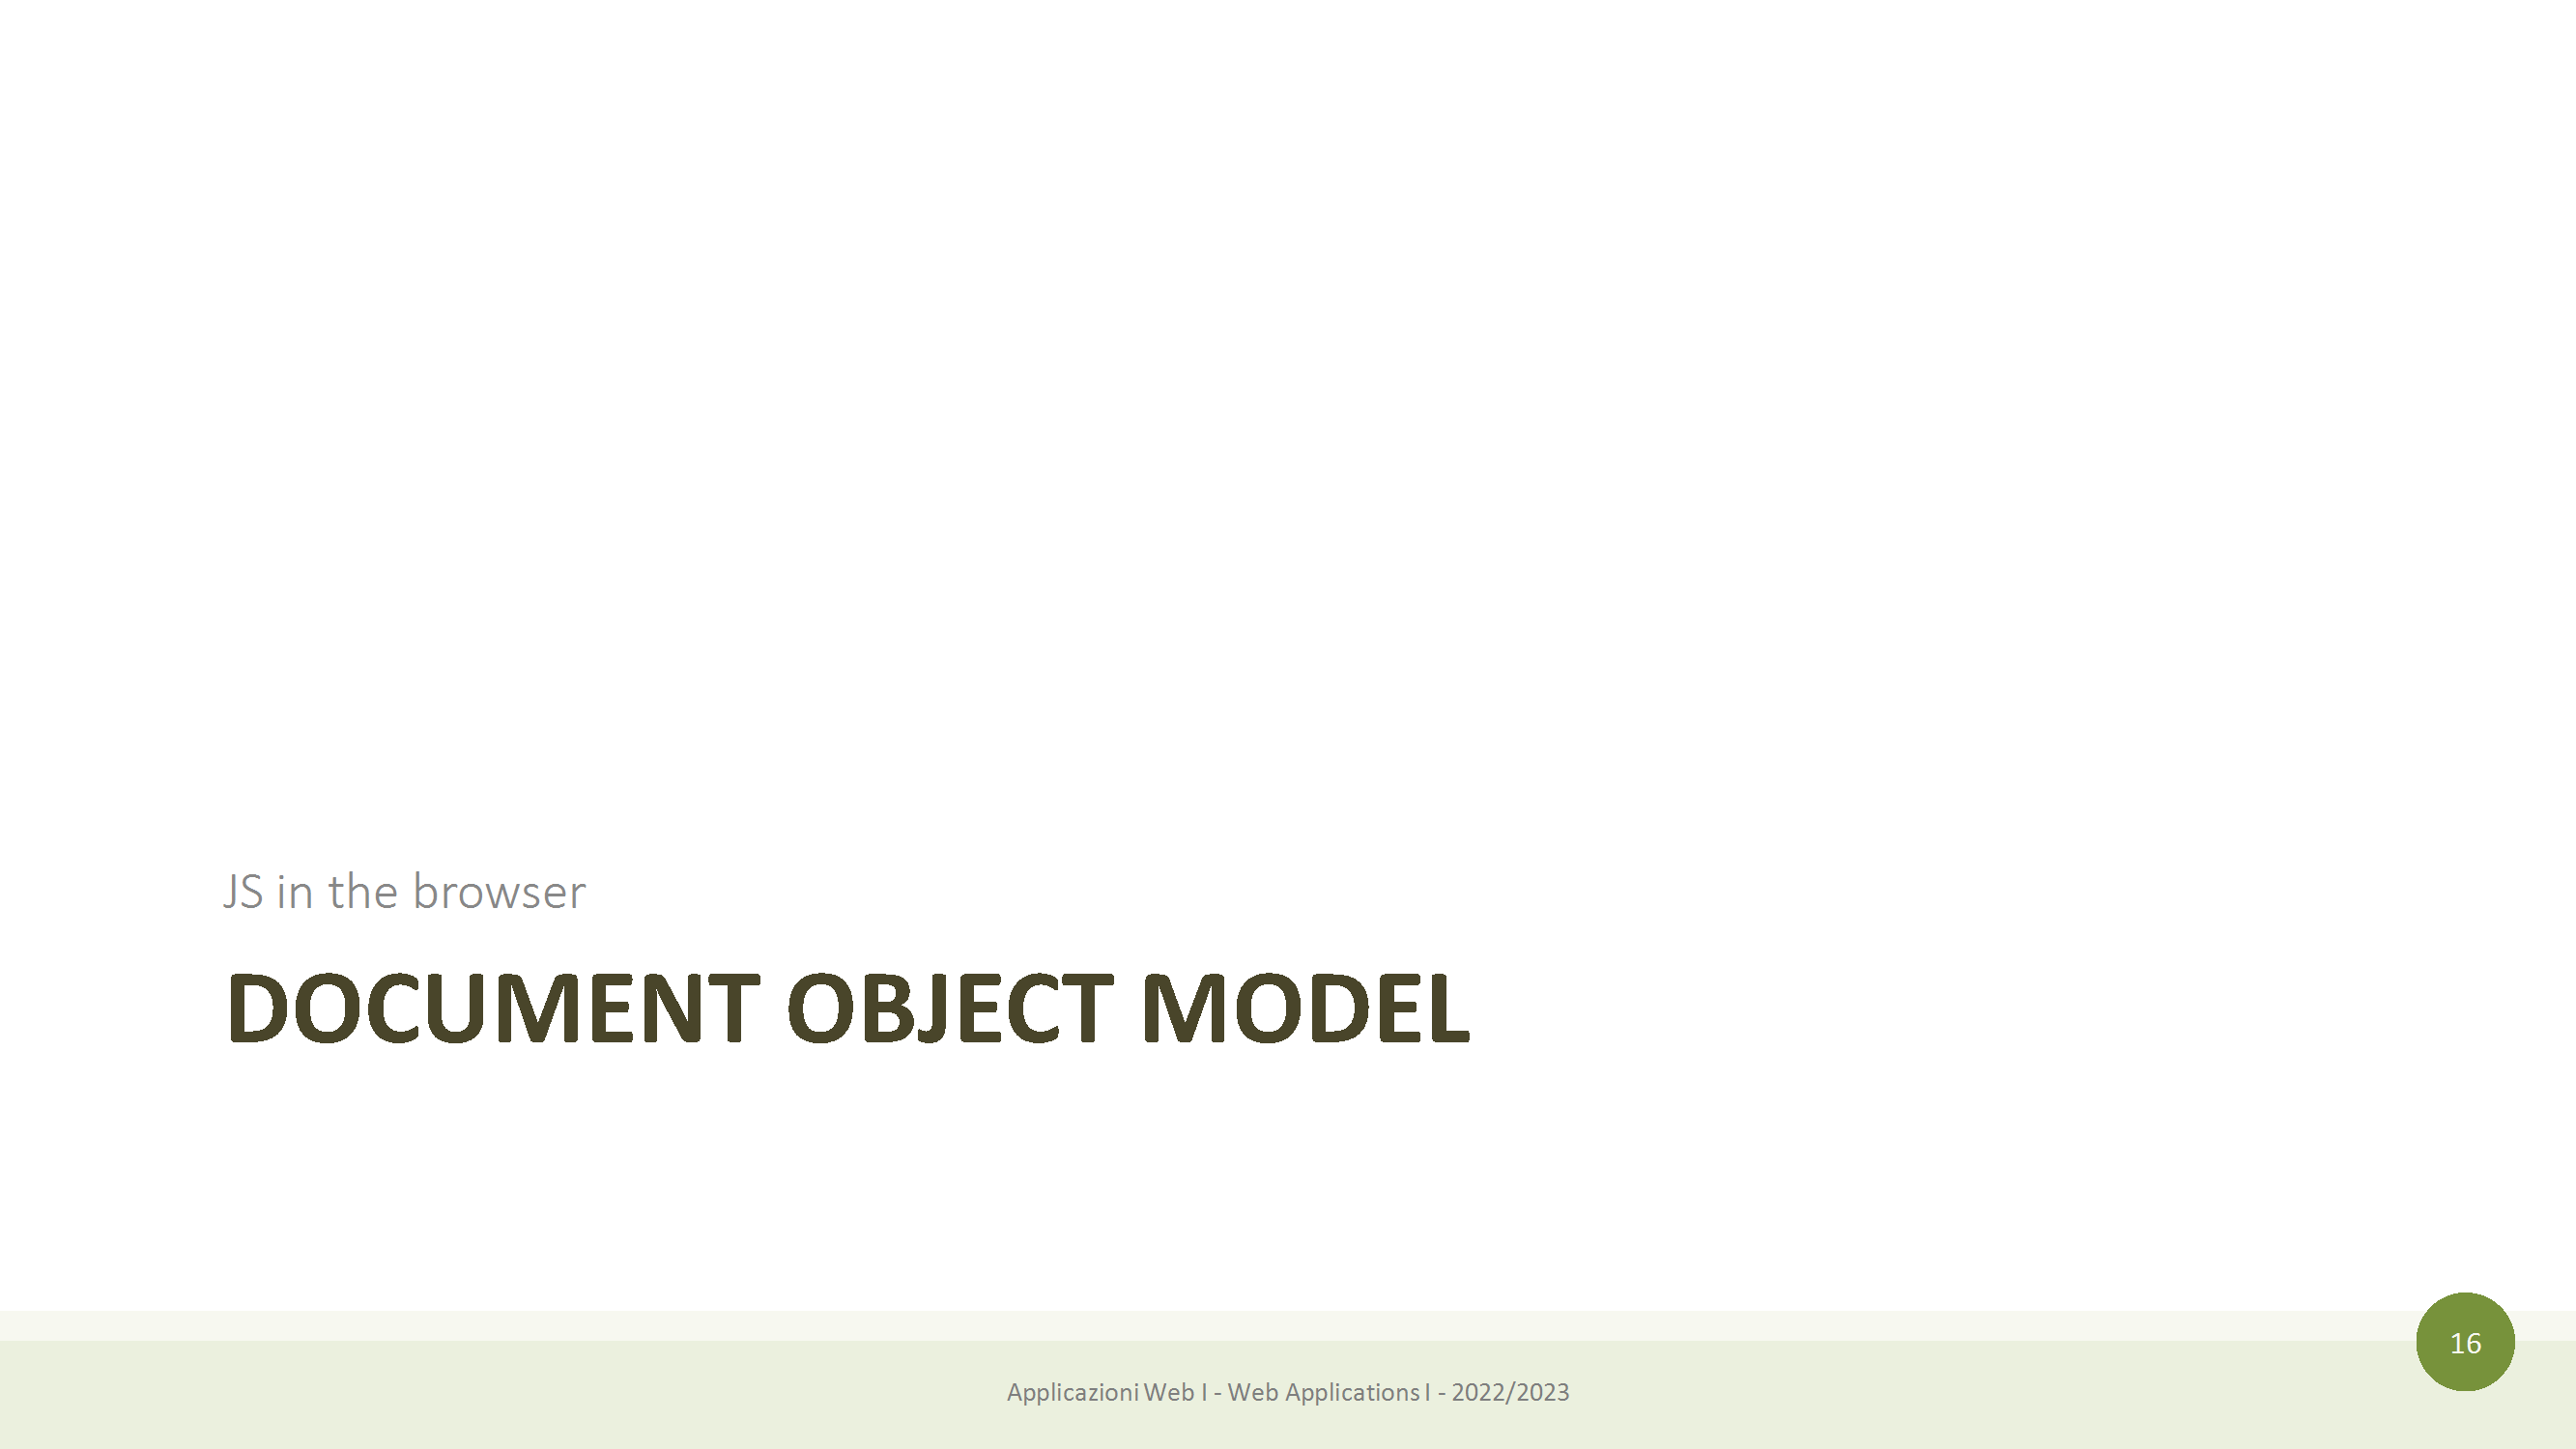 JS in the browser
DOCUMENT OBJECT MODEL
16
Applicazioni Web I - Web Applications I - 2022/2023